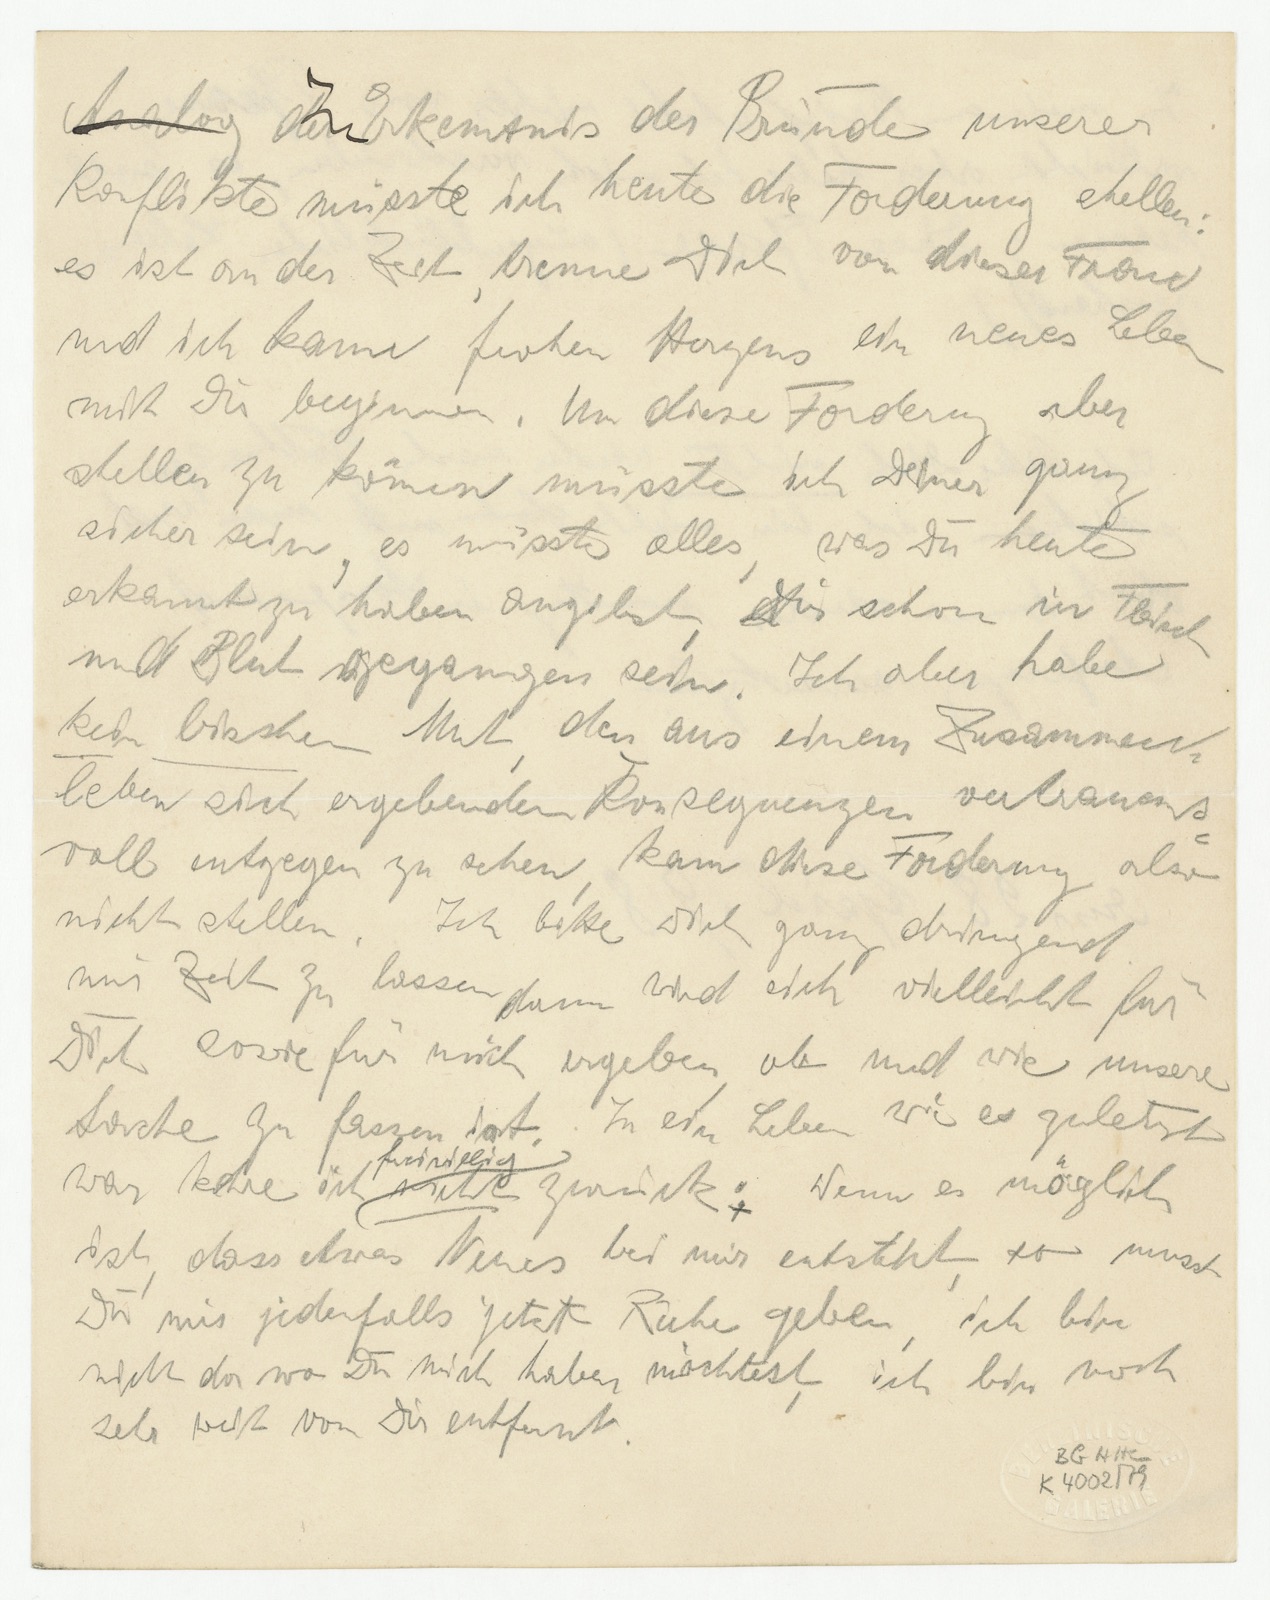 Analog der Erkenntnis der Gründe unserer
Konflikte müsste ich heute die Forderung stellen:
es ist an der Zeit, trenne Dich von dieser Frau
und ich kann frohen Herzens ein neues Leben
mit Dir beginnen. Um diese Forderung aber
stellen zu können müsste ich Deiner ganz
sicher sein, es müsste alles, was Du heute
erkannt zu haben angibst, Dir schon in Fleisch
und Blut gegangen sein. Ich aber habe
kein bisschen Mut, den aus einem Zusammen-
leben sich ergebenden Konsequenzen vertrauens-
voll entgegen zu sehen, kann diese Forderung also
nicht stellen. Ich bitte Dich ganz dringend
mir Zeit zu lassen dann wird sich vielleicht für
Dich sowie für mich ergeben, ob und wie unsere
Sache zu fassen ist. In ein Leben wie es zuletzt
freiwillig
war kehre ich nicht zurück. Wenn es möglich
ist, dass etwas Neues bei mir entsteht, so musst
Du mir jedenfalls jetzt Ruhe geben, ich bin
nicht da wo Du mich haben möchtest, ich bin noch
sehr weit von Dir entfernt.
BG HHC
K 4002/79
BERLINISCHE
GALERIE